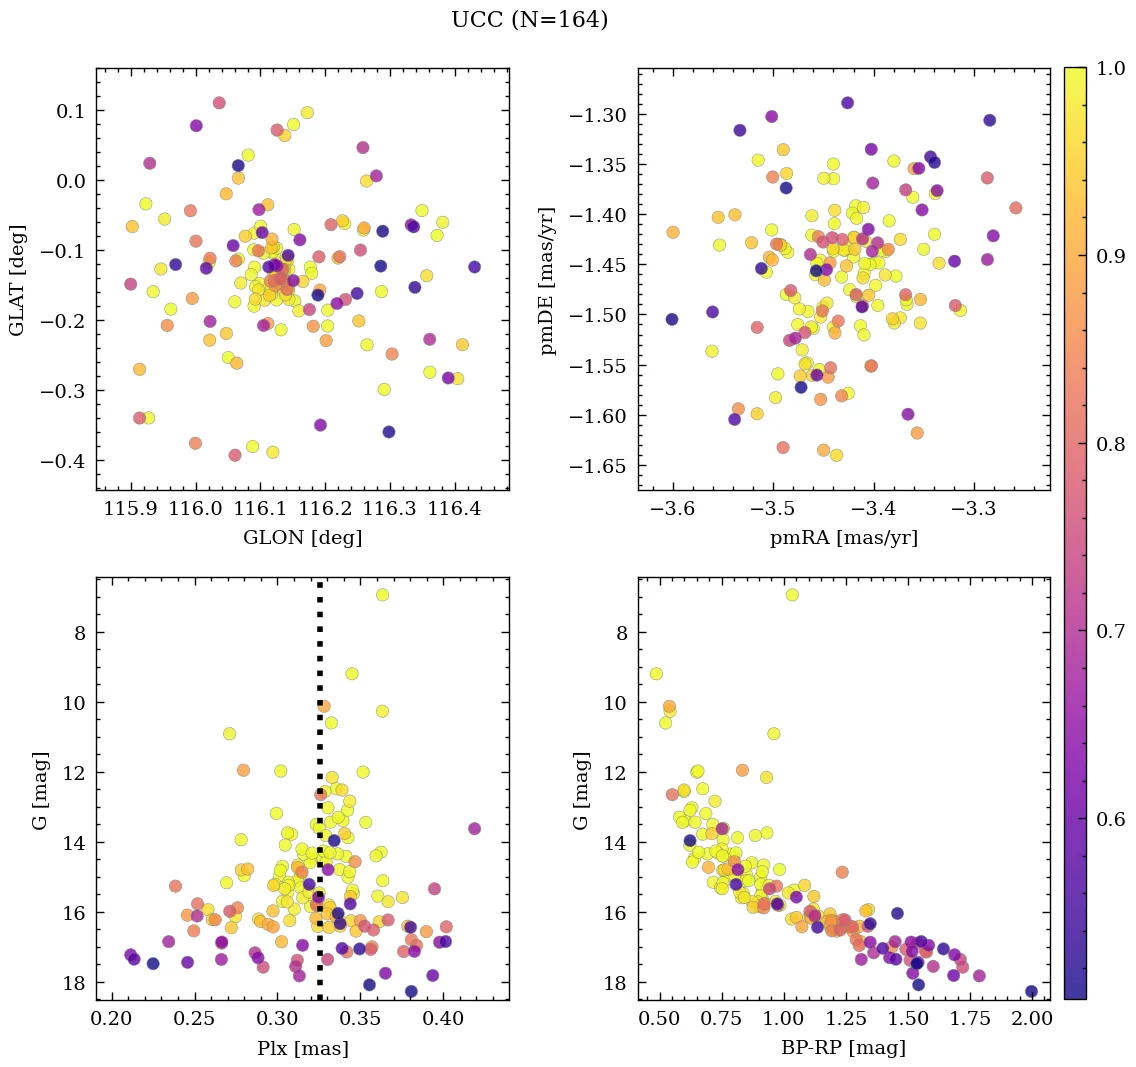 UCC (N=164)
0.1
0.0
−0.1
−0.2
−0.3
−0.4
GLAT [deg]
115.9 116.0 116.1 116.2 116.3 116.4
GLON [deg]
−1.30
−1.35
−1.40
−1.45
−1.50
−1.55
−1.60
−1.65
pmDE [mas/yr]
−3.6 −3.5 −3.4 −3.3
pmRA [mas/yr]
8
10
12
14
16
18
G [mag]
0.20 0.25 0.30 0.35 0.40
Plx [mas]
8
10
12
14
16
18
G [mag]
0.50 0.75 1.00 1.25 1.50 1.75 2.00
BP-RP [mag]
1.0
0.9
0.8
0.7
0.6